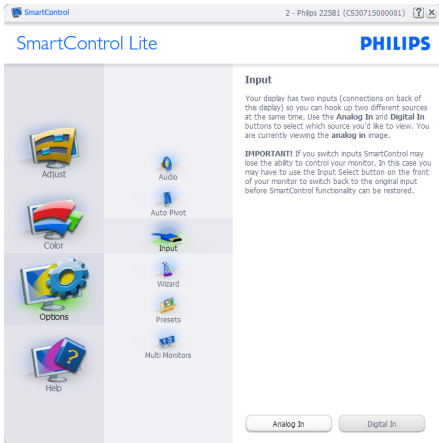 SmartControl
2 - Philips 225B1 (CS30715000001)
SmartControl Lite
PHILIPS
Adjust
Color
Options
Help
Audio
Auto Pivot
Input
Wizard
Presets
Multi Monitors
Input
Your display has two inputs (connections on back of
this display) so you can hook up two different sources
at the same time. Use the Analog In and Digital In
buttons to select which source you'd like to view. You
are currently viewing the analog in image.
IMPORTANT! If you switch inputs SmartControl may
lose the ability to control your monitor. In this case you
may have to use the Input Select button on the front
of your monitor to switch back to the original input
before SmartControl functionality can be restored.
Analog In
Digital In